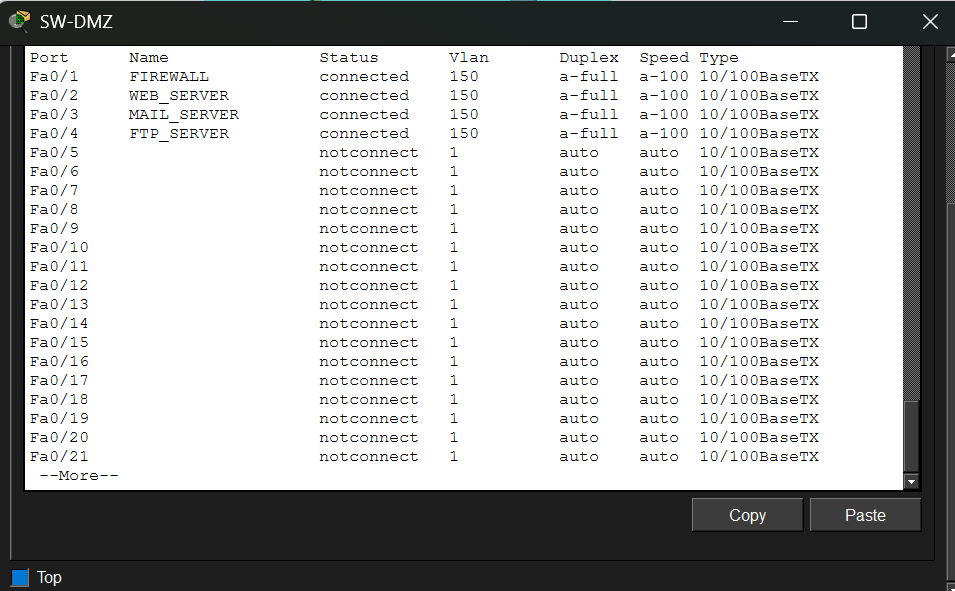 SW-DMZ
Port Name Status Vlan Duplex Speed Type
Fa0/1 FIREWALL connected 150 a-full a-100 10/100BaseTX
Fa0/2 WEB_SERVER connected 150 a-full a-100 10/100BaseTX
Fa0/3 MAIL_SERVER connected 150 a-full a-100 10/100BaseTX
Fa0/4 FTP_SERVER connected 150 a-full a-100 10/100BaseTX
Fa0/5 notconnect 1 auto auto 10/100BaseTX
Fa0/6 notconnect 1 auto auto 10/100BaseTX
Fa0/7 notconnect 1 auto auto 10/100BaseTX
Fa0/8 notconnect 1 auto auto 10/100BaseTX
Fa0/9 notconnect 1 auto auto 10/100BaseTX
Fa0/10 notconnect 1 auto auto 10/100BaseTX
Fa0/11 notconnect 1 auto auto 10/100BaseTX
Fa0/12 notconnect 1 auto auto 10/100BaseTX
Fa0/13 notconnect 1 auto auto 10/100BaseTX
Fa0/14 notconnect 1 auto auto 10/100BaseTX
Fa0/15 notconnect 1 auto auto 10/100BaseTX
Fa0/16 notconnect 1 auto auto 10/100BaseTX
Fa0/17 notconnect 1 auto auto 10/100BaseTX
Fa0/18 notconnect 1 auto auto 10/100BaseTX
Fa0/19 notconnect 1 auto auto 10/100BaseTX
Fa0/20 notconnect 1 auto auto 10/100BaseTX
Fa0/21 notconnect 1 auto auto 10/100BaseTX
--More--
Copy Paste
Top